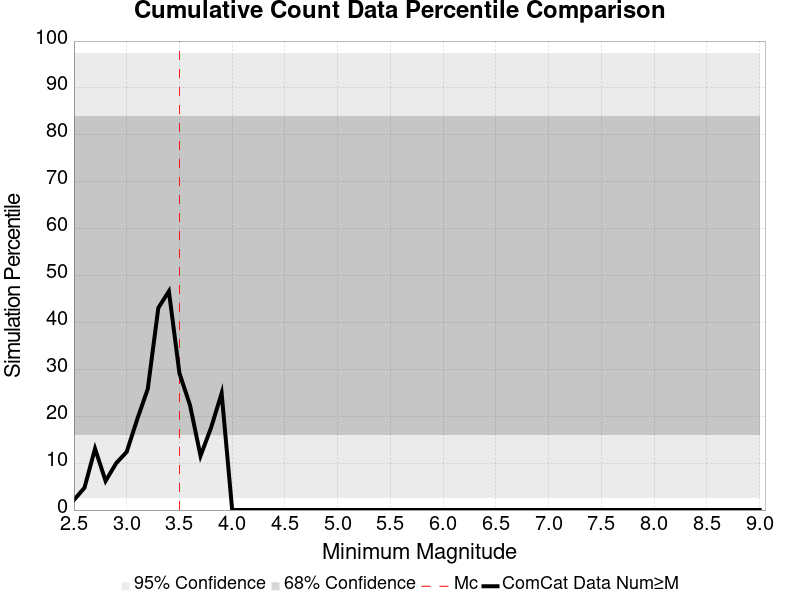 Cumulative Count Data Percentile Comparison
100
90
80
70
60
50
40
30
20
10
0
Simulation Percentile
2.5 3.0 3.5 4.0 4.5 5.0 5.5 6.0 6.5 7.0 7.5 8.0 8.5 9.0
Minimum Magnitude
95% Confidence 68% Confidence Mc ComCat Data Num≥M